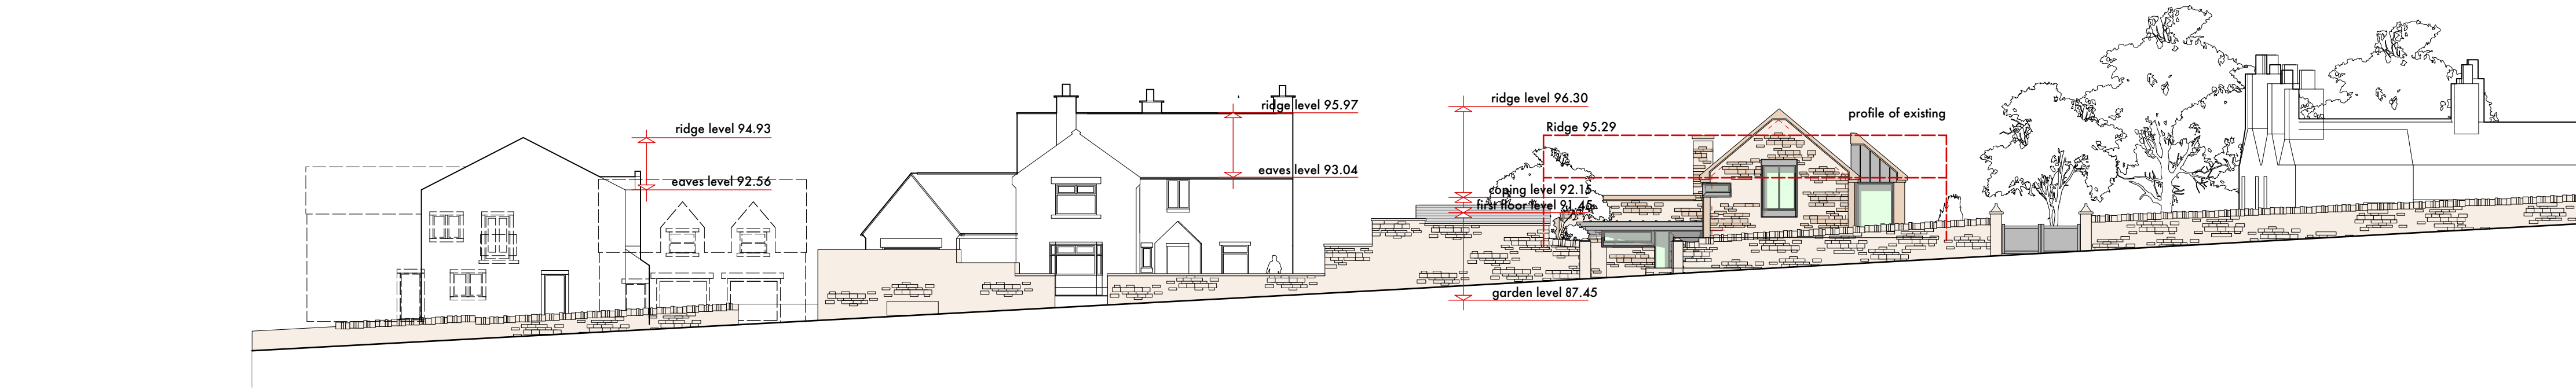 ridge level 94.93
eaves level 92.56
ridge level 95.97
eaves level 93.04
ridge level 96.30
Ridge 95.29
coping level 92.15
first floor level 91.45
garden level 87.45
profile of existing